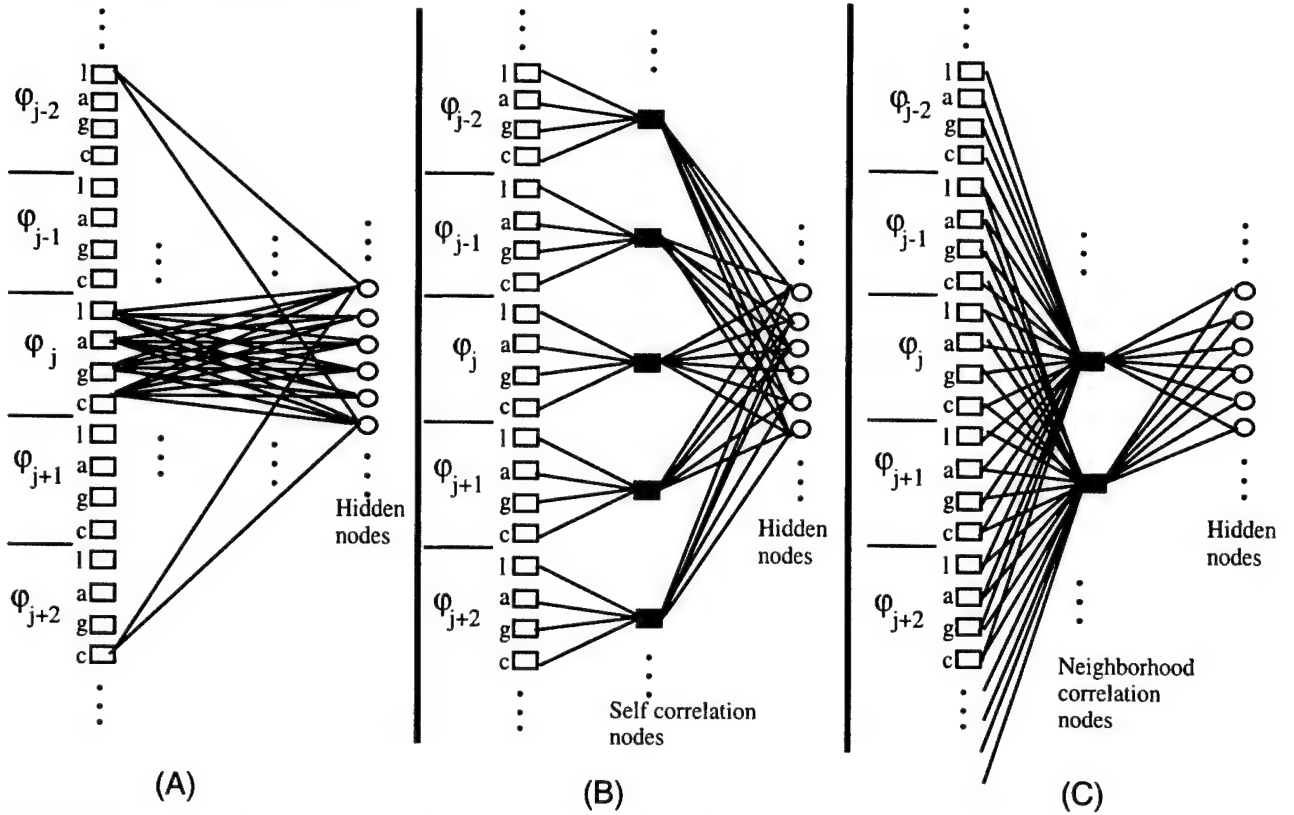 φj-2
l
a
g
c
φj-1
l
a
g
c
φj
l
a
g
c
φj+1
l
a
g
c
φj+2
l
a
g
c
Hidden
nodes
(A)
φj-2
l
a
g
c
φj-1
l
a
g
c
φj
l
a
g
c
φj+1
l
a
g
c
φj+2
l
a
g
c
Self correlation
nodes
Hidden
nodes
(B)
φj-2
l
a
g
c
φj-1
l
a
g
c
φj
l
a
g
c
φj+1
l
a
g
c
φj+2
l
a
g
c
Neighborhood
correlation
nodes
Hidden
nodes
(C)